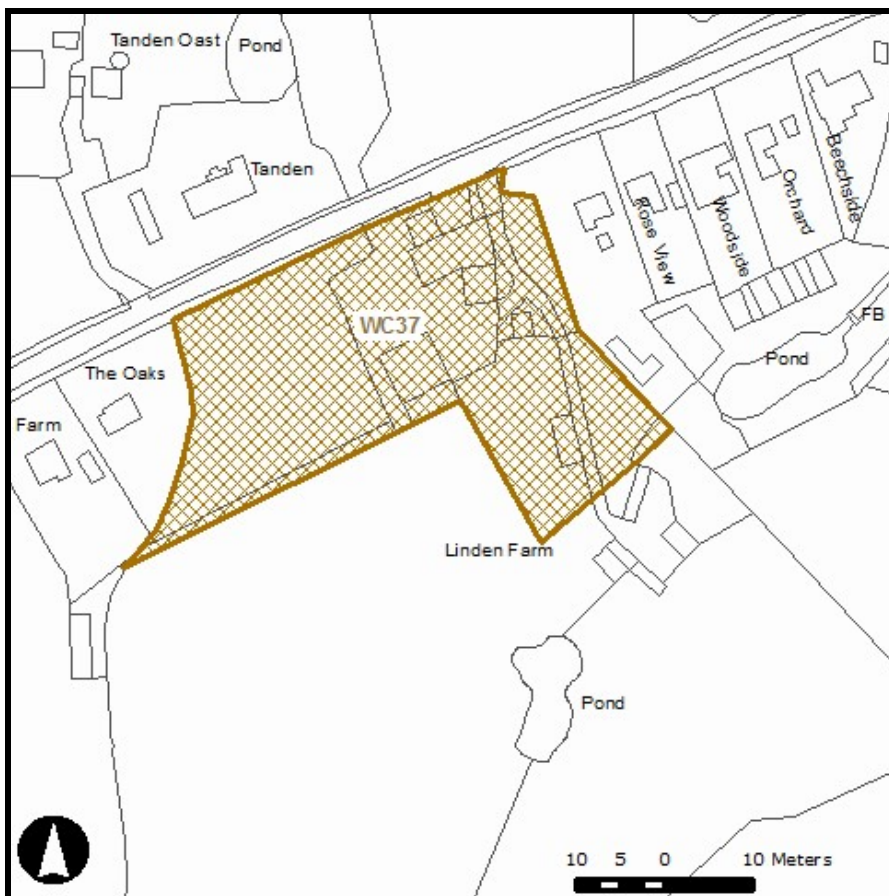 Tanden Oast
Pond
Tanden
Beechside
Orchard
Woodside
Rose View
WC37
FB
Pond
The Oaks
Farm
Linden Farm
Pond
10 5 0 10 Meters